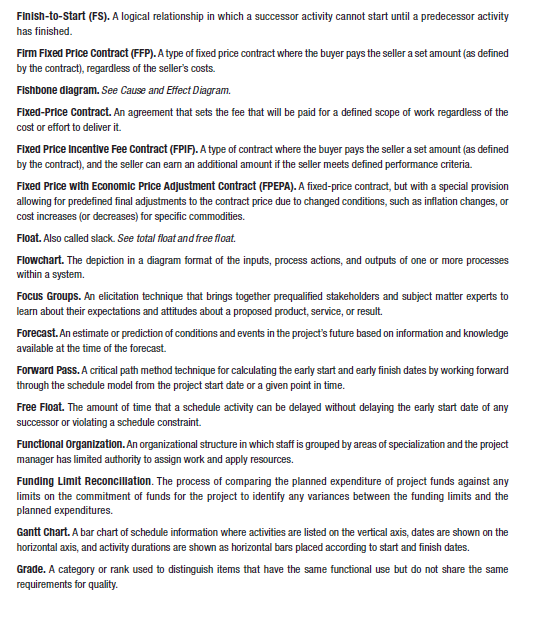 Finish-to-Start (FS). A logical relationship in which a successor activity cannot start until a predecessor activity
has finished.
Firm Fixed Price Contract (FFP). A type of fixed price contract where the buyer pays the seller a set amount (as defined
by the contract), regardless of the seller's costs.
Fishbone diagram. See Cause and Effect Diagram.
Fixed-Price Contract. An agreement that sets the fee that will be paid for a defined scope of work regardless of the
cost or effort to deliver it.
Fixed Price Incentive Fee Contract (FPIF). A type of contract where the buyer pays the seller a set amount (as defined
by the contract), and the seller can earn an additional amount if the seller meets defined performance criteria.
Fixed Price with Economic Price Adjustment Contract (FPEPA). A fixed-price contract, but with a special provision
allowing for predefined final adjustments to the contract price due to changed conditions, such as inflation changes, or
cost increases (or decreases) for specific commodities.
Float. Also called slack. See total float and free float.
Flowchart. The depiction in a diagram format of the inputs, process actions, and outputs of one or more processes
within a system.
Focus Groups. An elicitation technique that brings together prequalified stakeholders and subject matter experts to
learn about their expectations and attitudes about a proposed product, service, or result.
Forecast. An estimate or prediction of conditions and events in the project's future based on information and knowledge
available at the time of the forecast.
Forward Pass. A critical path method technique for calculating the early start and early finish dates by working forward
through the schedule model from the project start date or a given point in time.
Free Float. The amount of time that a schedule activity can be delayed without delaying the early start date of any
successor or violating a schedule constraint.
Functional Organization. An organizational structure in which staff is grouped by areas of specialization and the project
manager has limited authority to assign work and apply resources.
Funding Limit Reconciliation. The process of comparing the planned expenditure of project funds against any
limits on the commitment of funds for the project to identify any variances between the funding limits and the
planned expenditures.
Gantt Chart. A bar chart of schedule information where activities are listed on the vertical axis, dates are shown on the
horizontal axis, and activity durations are shown as horizontal bars placed according to start and finish dates.
Grade. A category or rank used to distinguish items that have the same functional use but do not share the same
requirements for quality.